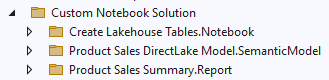 Custom Notebook Solution
Create Lakehouse Tables.Notebook
Product Sales DirectLake Model.SemanticModel
Product Sales Summary.Report